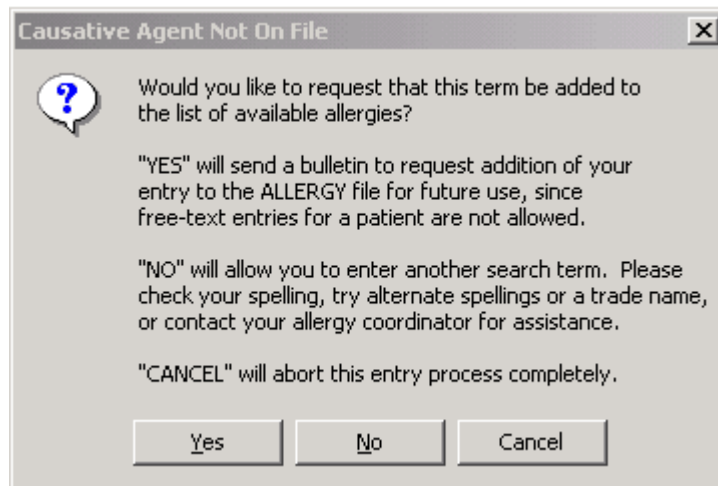 Causative Agent Not On File
Would you like to request that this term be added to
the list of available allergies?
"YES" will send a bulletin to request addition of your
entry to the ALLERGY file for future use, since
free-text entries for a patient are not allowed.
"NO" will allow you to enter another search term.  Please
check your spelling, try alternate spellings or a trade name,
or contact your allergy coordinator for assistance.
"CANCEL" will abort this entry process completely.
Yes No Cancel